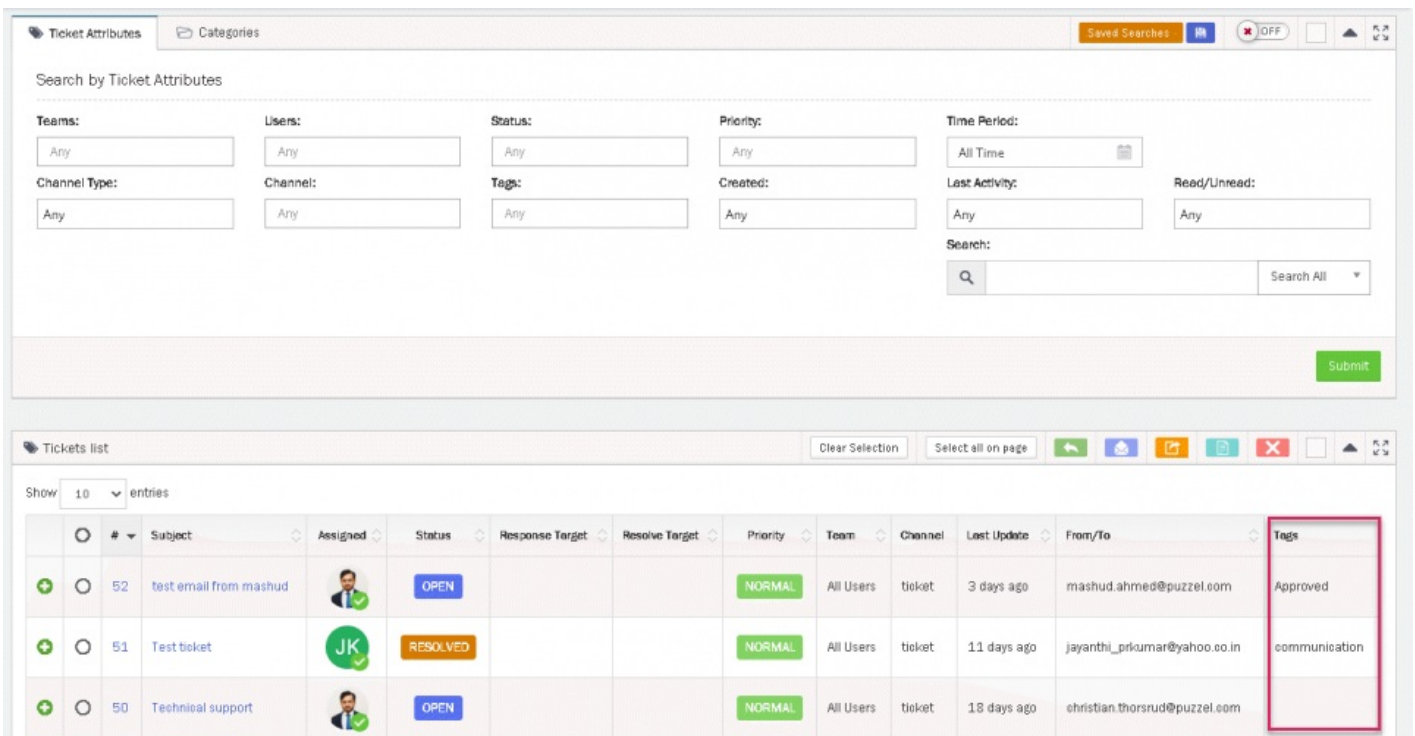 Ticket Attributes Categories Saved Searches OFF
Search by Ticket Attributes
Teams: Users: Status: Priority: Time Period:
Any Any Any Any All Time
Channel Type: Channel: Tags: Created: Last Activity: Read/Unread:
Any Any Any Any Any Any
Search:
Search All
Submit
Tickets list Clear Selection Select all on page
Show 10 entries
# Subject Assigned Status Response Target Resolve Target Priority Team Channel Last Update From/To Tags
52 test email from mashud OPEN NORMAL All Users ticket 3 days ago mashud.ahmed@puzzel.com Approved
51 Test ticket JK RESOLVED NORMAL All Users ticket 11 days ago jayanthi_prkumar@yahoo.co.in communication
50 Technical support OPEN NORMAL All Users ticket 18 days ago christian.thorsrud@puzzel.com